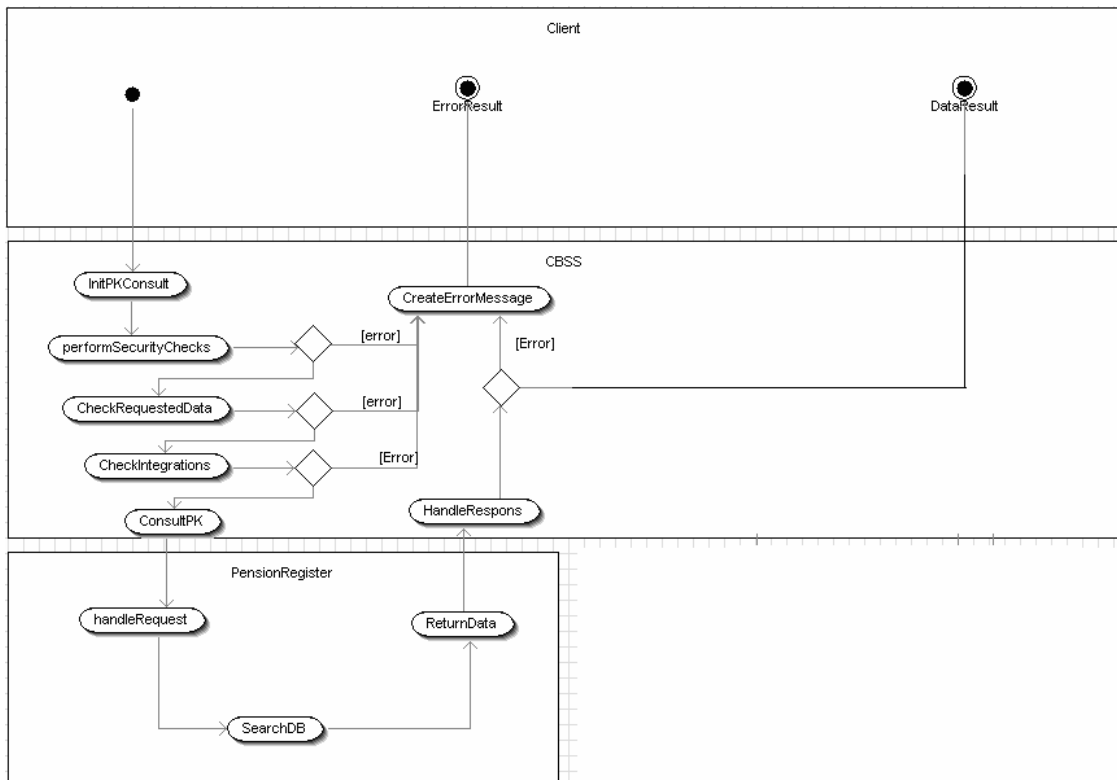 Client
ErrorResult
DataResult
CBSS
InitPKConsult
CreateErrorMessage
performSecurityChecks
[error]
[Error]
CheckRequestedData
[error]
CheckIntegrations
[Error]
ConsultPK
HandleRespons
PensionRegister
handleRequest
ReturnData
SearchDB